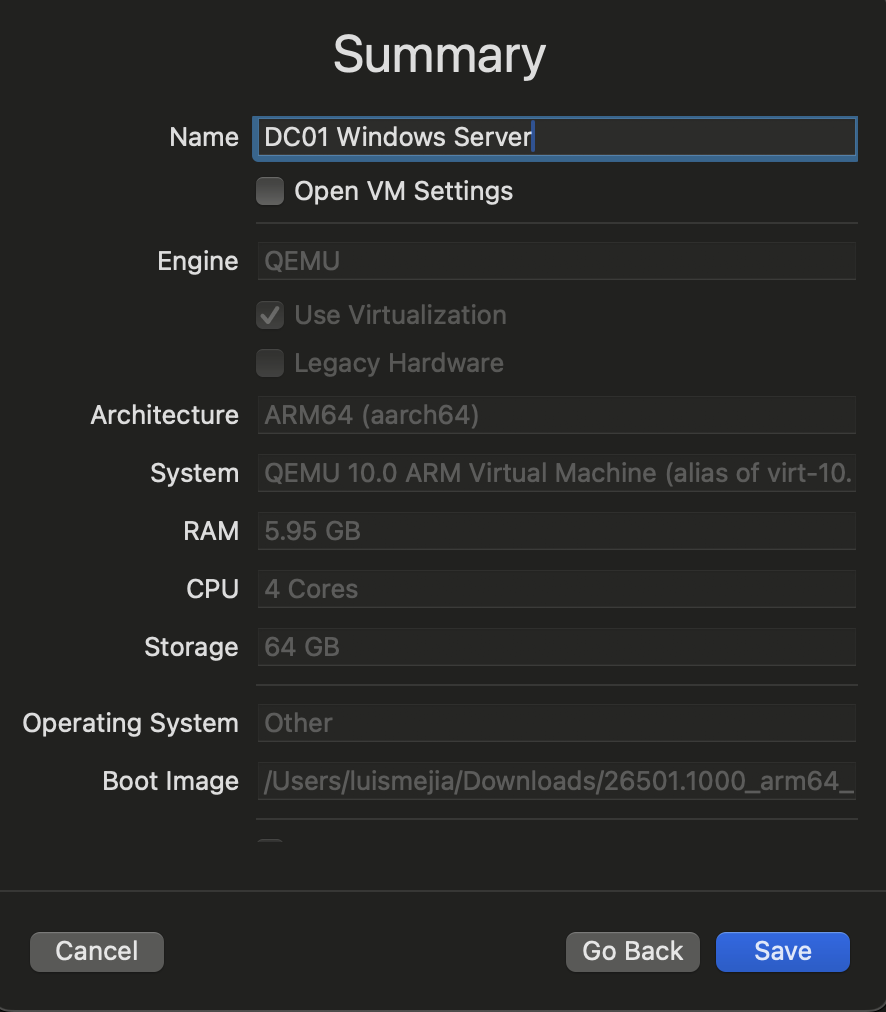 Summary
Name DC01 Windows Server
Open VM Settings
Engine QEMU
Use Virtualization
Legacy Hardware
Architecture ARM64 (aarch64)
System QEMU 10.0 ARM Virtual Machine (alias of virt-10.
RAM 5.95 GB
CPU 4 Cores
Storage 64 GB
Operating System Other
Boot Image /Users/luismejia/Downloads/26501.1000_arm64_
Cancel Go Back Save